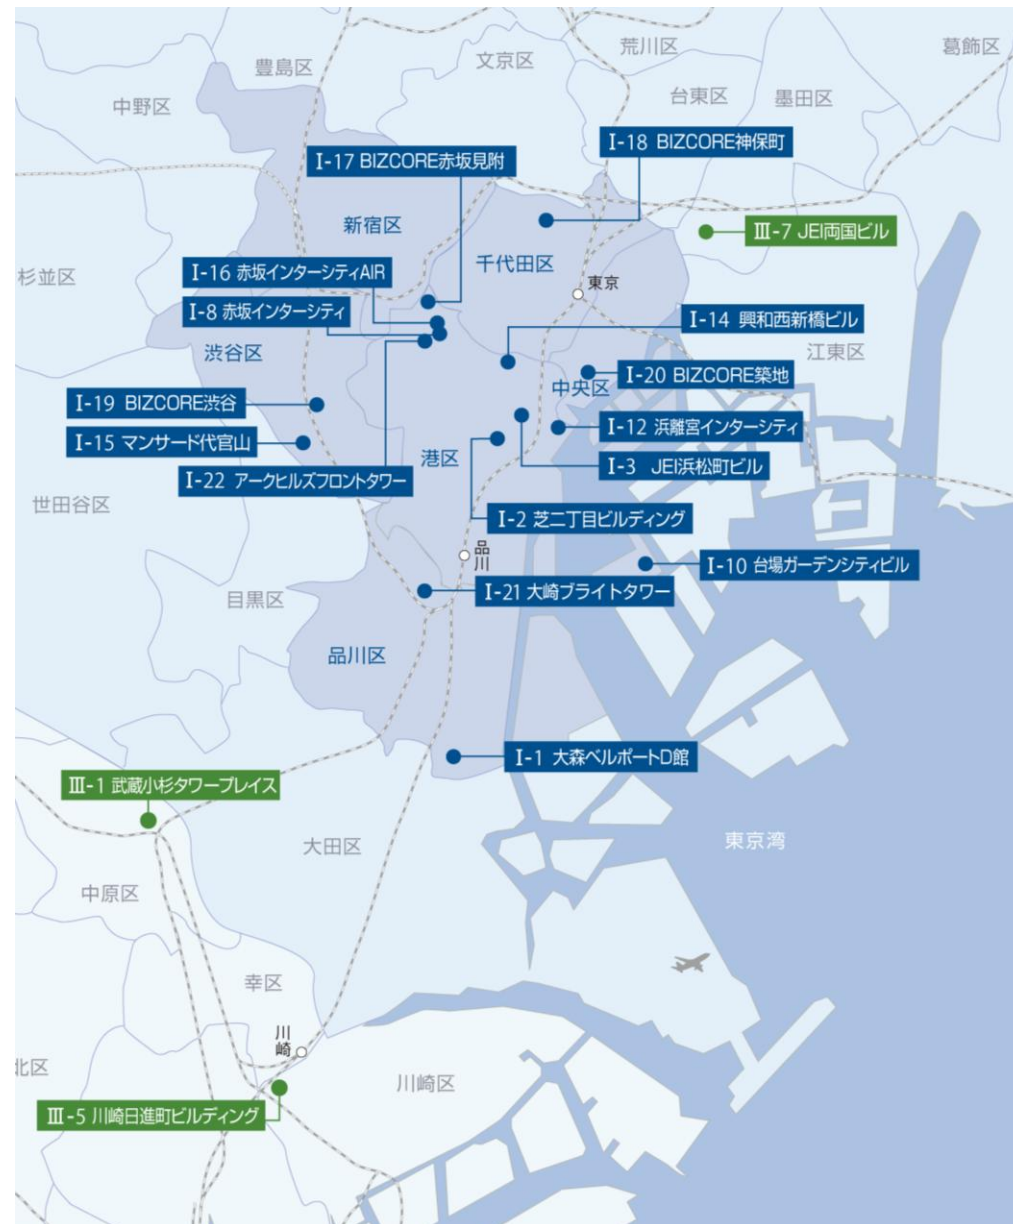 荒川区
葛飾区
文京区
豊島区
台東区
墨田区
中野区
I-18 BIZCORE神保町
I-17 BIZCORE赤坂見附
新宿区
III-7 JEI両国ビル
千代田区
I-16 赤坂インターシティAIR
杉並区
東京
I-8 赤坂インターシティ
I-14 興和西新橋ビル
渋谷区
江東区
I-20 BIZCORE築地
中央区
I-19 BIZCORE渋谷
I-12 浜離宮インターシティ
I-15 マンサード代官山
港区
I-3 JEI浜松町ビル
I-22 アークヒルズフロントタワー
世田谷区
I-2 芝二丁目ビルディング
品川
I-10 台場ガーデンシティビル
I-21 大崎ブライトタワー
目黒区
品川区
I-1 大森ベルポートD館
III-1 武蔵小杉タワープレイス
東京湾
大田区
中原区
幸区
川崎
北区
川崎区
III-5 川崎日進町ビルディング